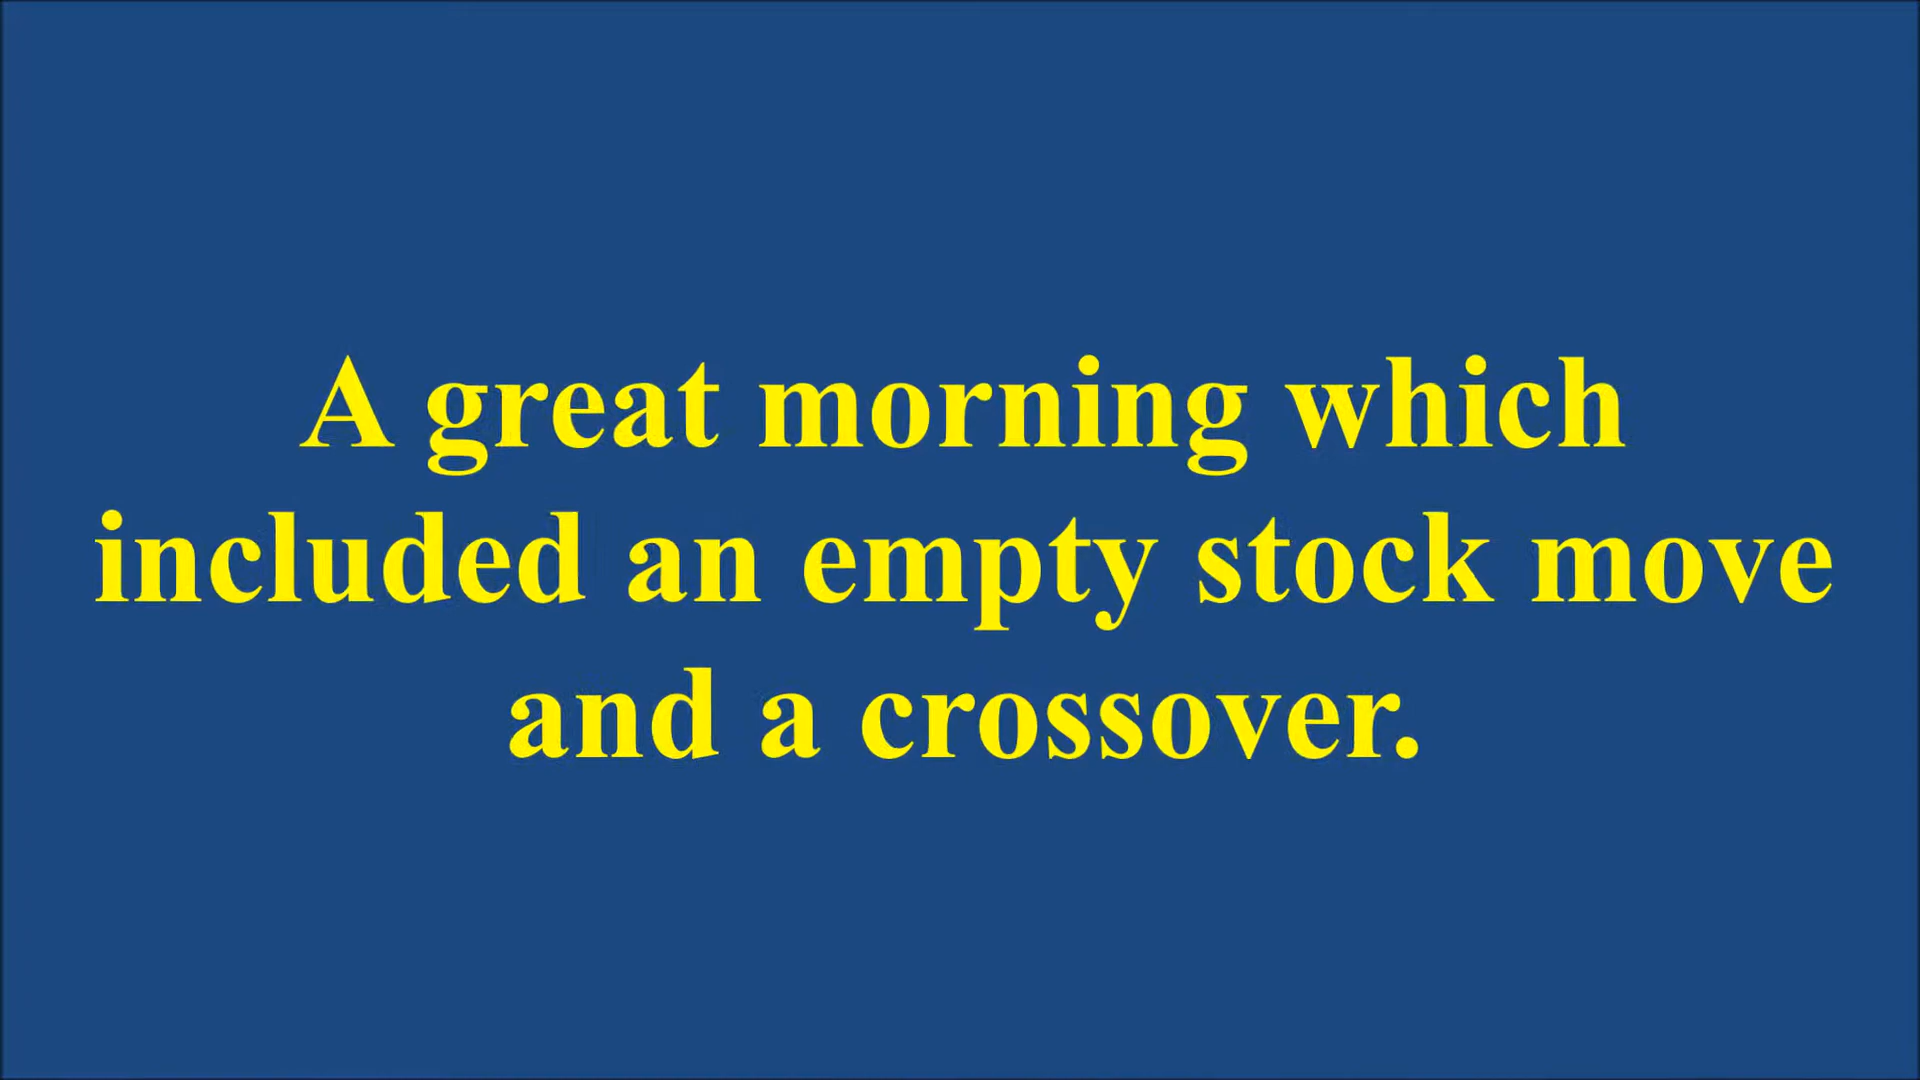 A great morning which
included an empty stock move
and a crossover.